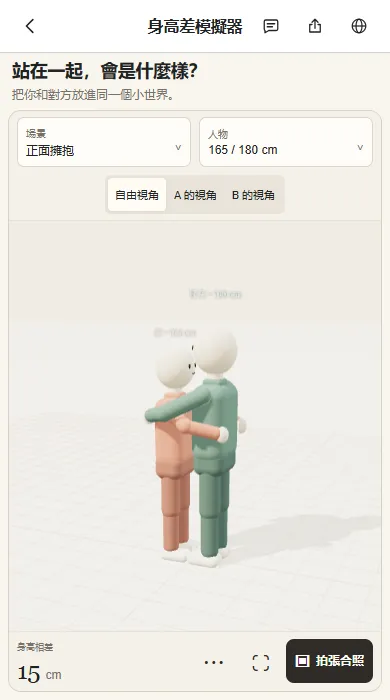 身高差模擬器
站在一起，會是什麼樣？
把你和對方放進同一個小世界。
場景
正面擁抱
人物
165 / 180 cm
自由視角
A 的視角
B 的視角
身高相差
15 cm
拍張合照